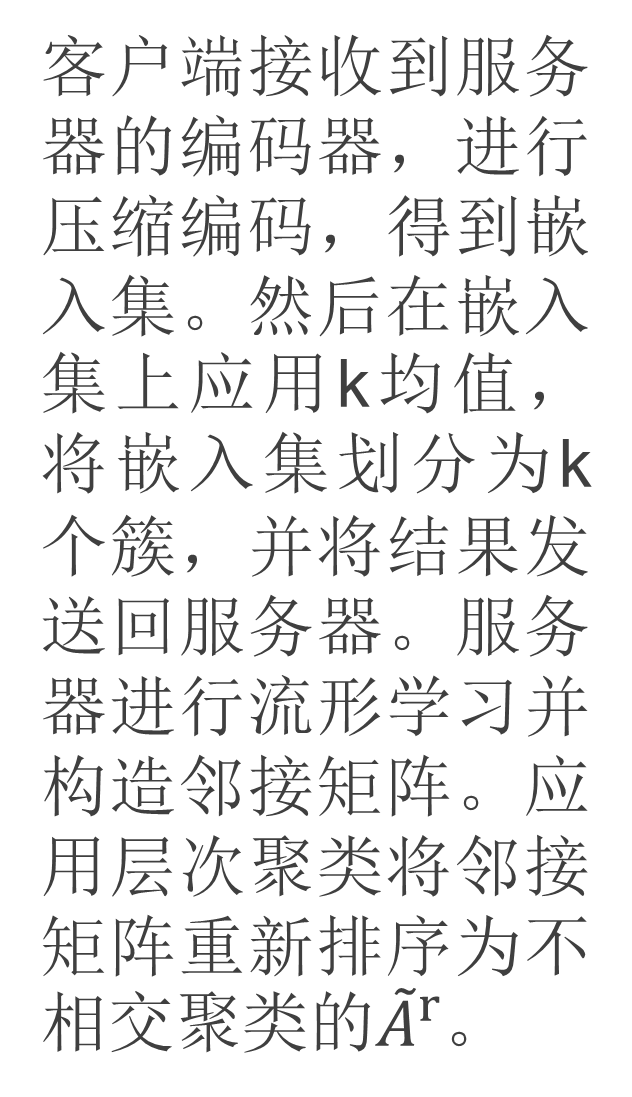 客户端接收到服务
器的编码器，进行
压缩编码，得到嵌
入集。然后在嵌入
集上应用k均值，
将嵌入集划分为k
个簇，并将结果发
送回服务器。服务
器进行流形学习并
构造邻接矩阵。应
用层次聚类将邻接
矩阵重新排序为不
相交聚类的Ãʳ。